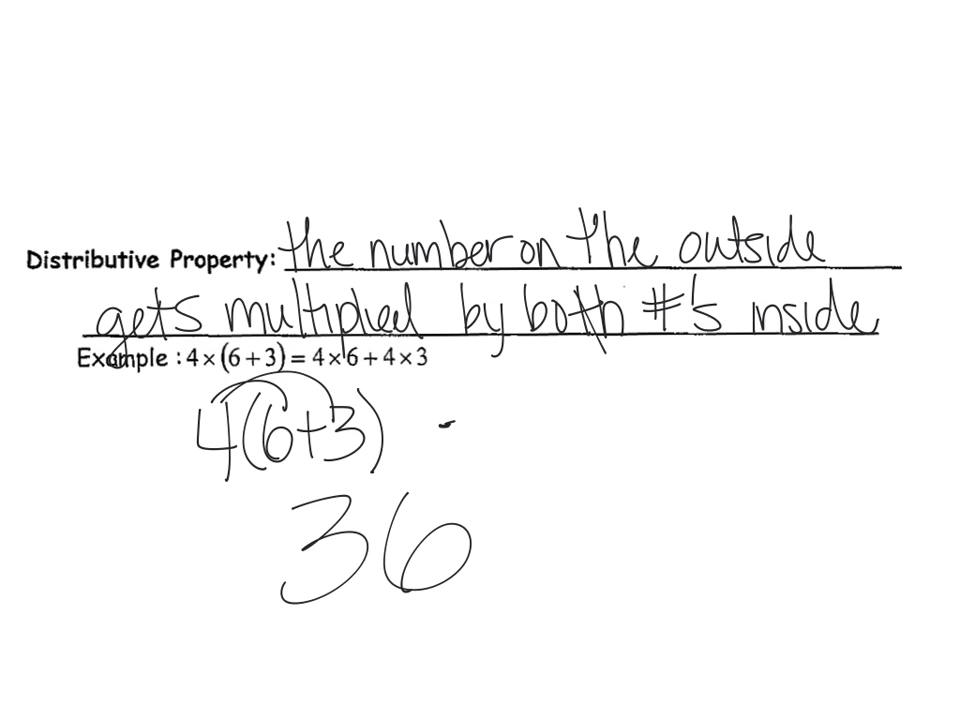 Distributive Property: the number on the outside
gets multiplied by both #'s inside
Example : 4 × (6 + 3) = 4 × 6 + 4 × 3
4(6+3)
36